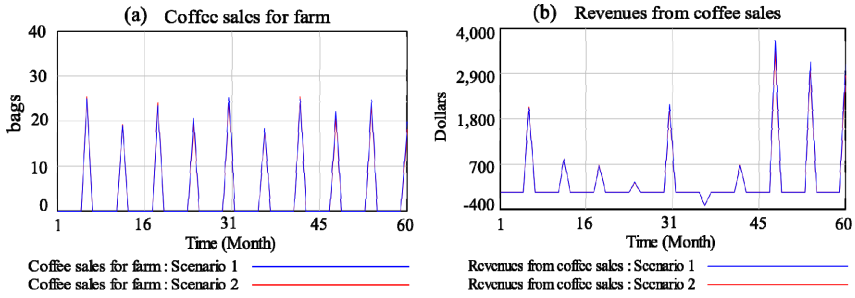 (a) Coffee sales for farm
40
30
20
10
0
bags
1 16 31 45 60
Time (Month)
Coffee sales for farm : Scenario 1
Coffee sales for farm : Scenario 2
(b) Revenues from coffee sales
4,000
2,900
1,800
700
-400
Dollars
1 16 31 45 60
Time (Month)
Revenues from coffee sales : Scenario 1
Revenues from coffee sales : Scenario 2